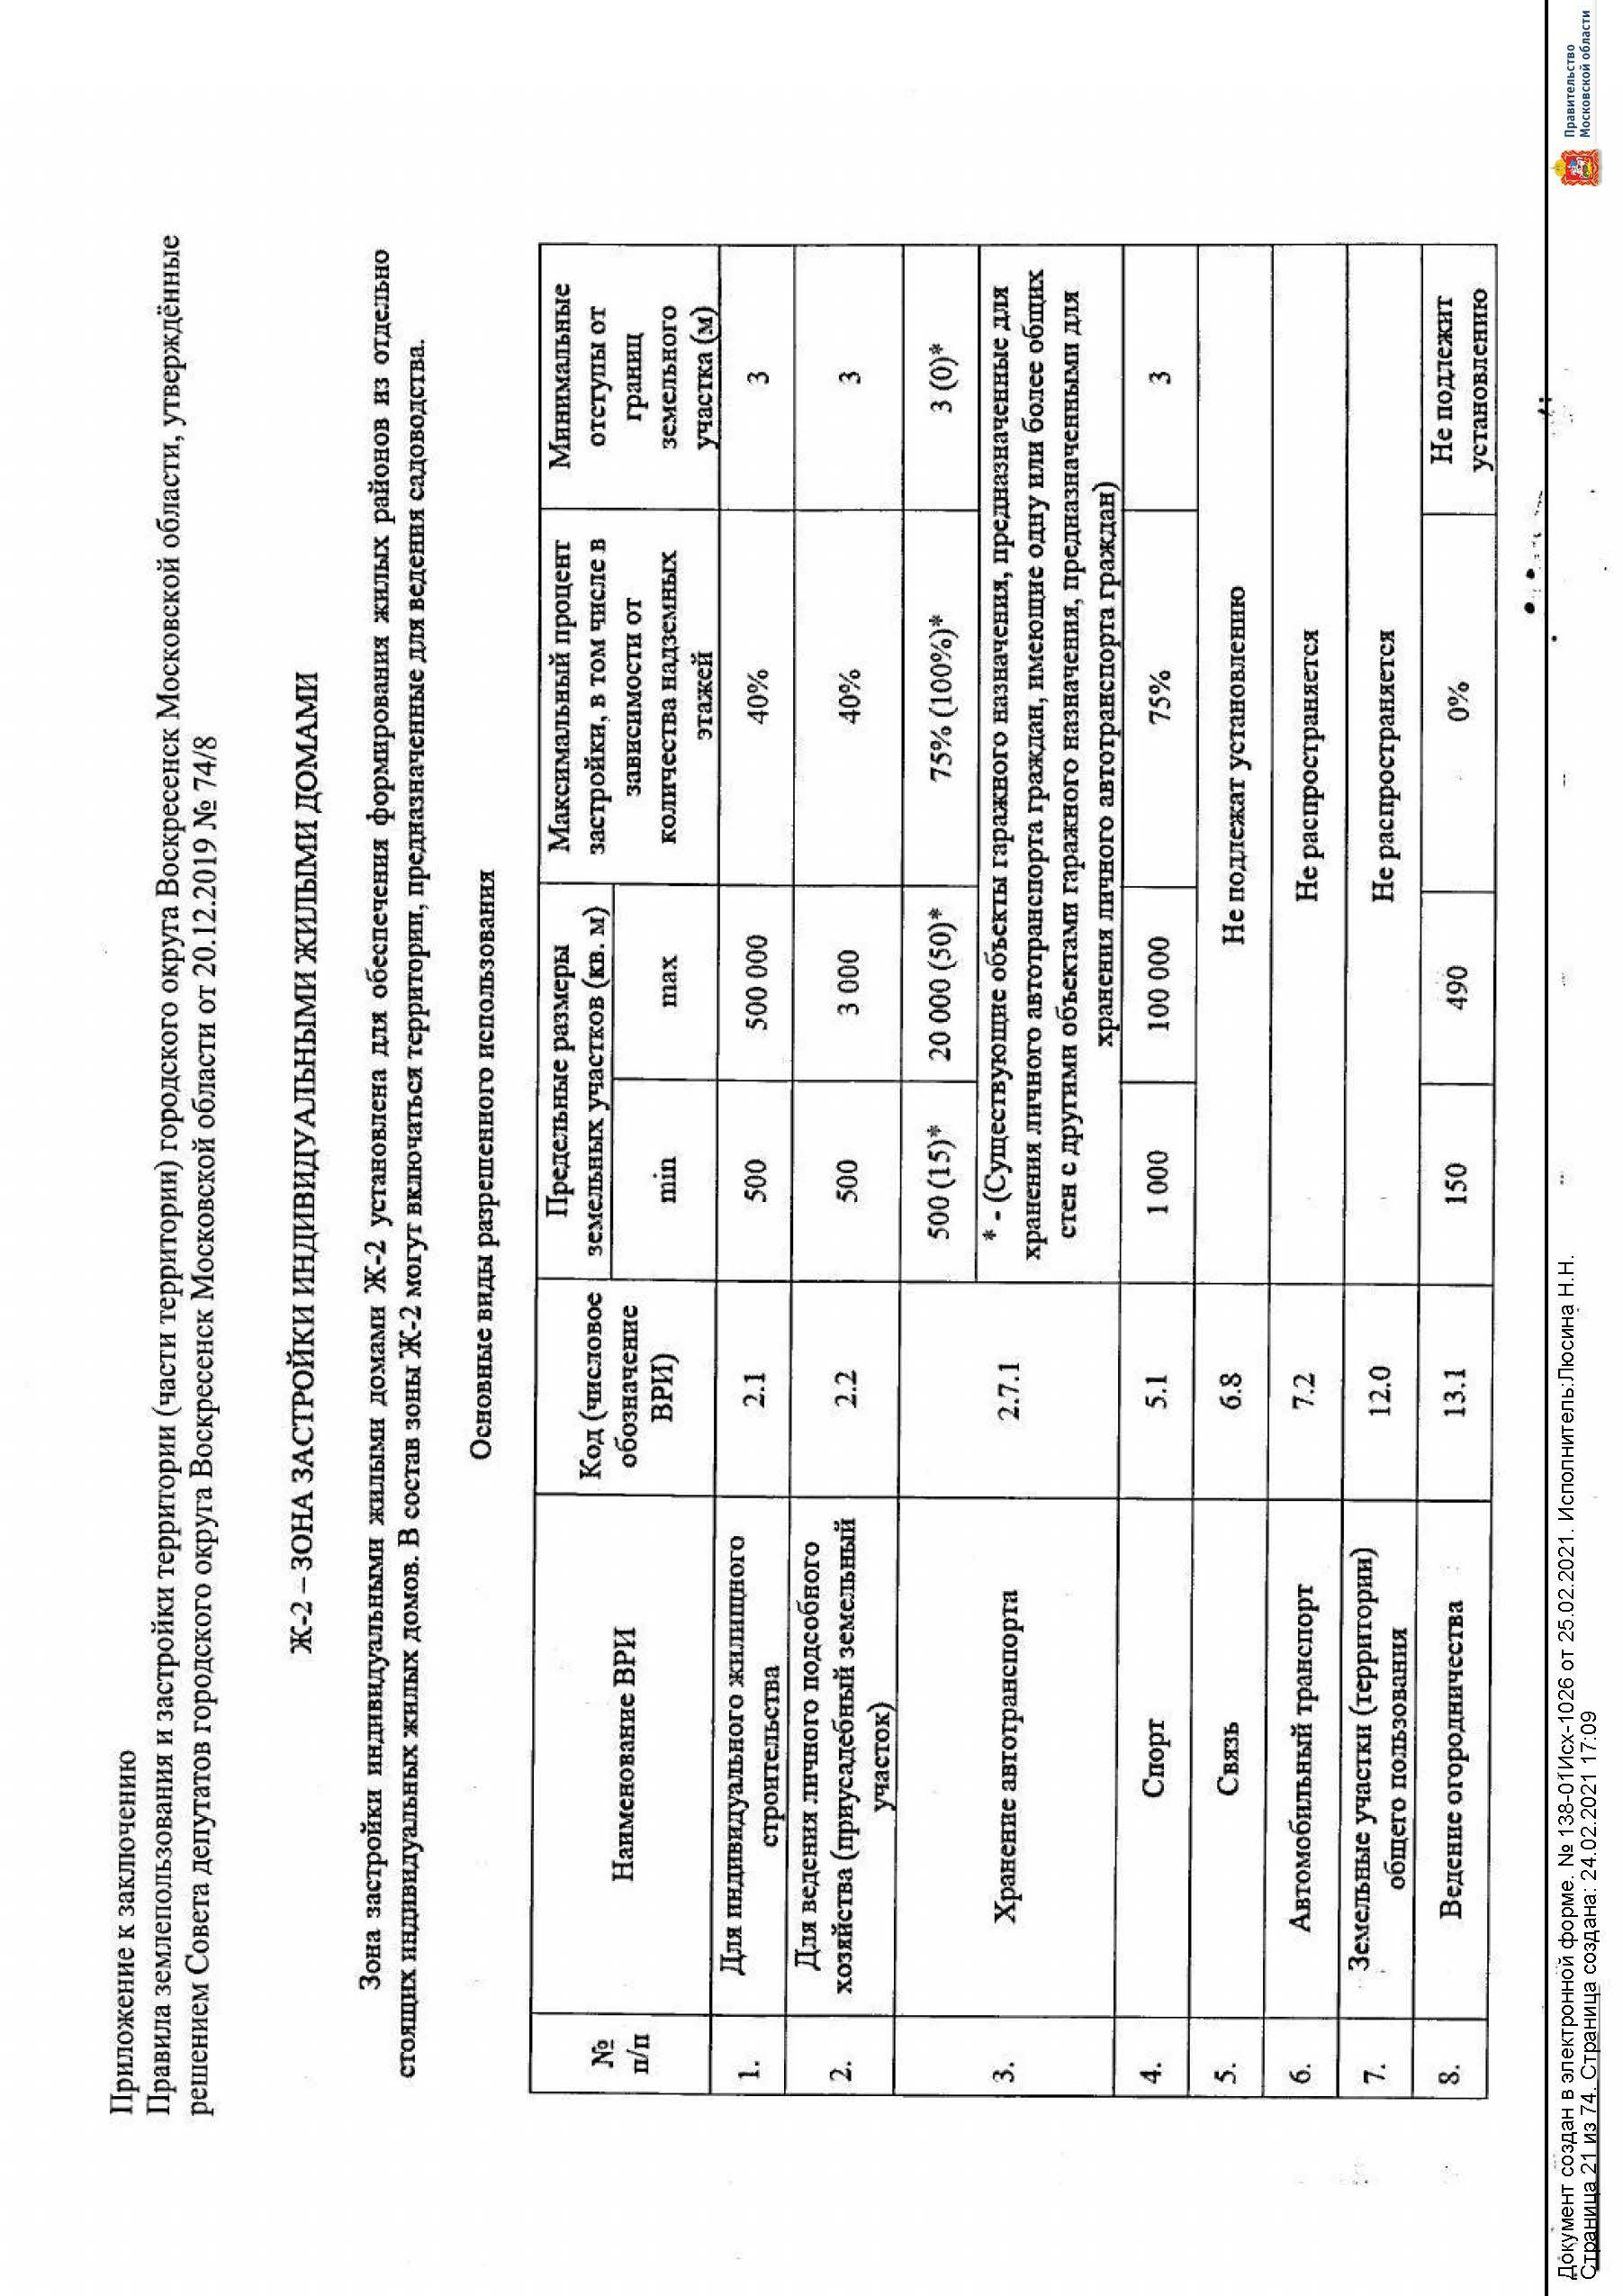 Приложение к заключению
Правила землепользования и застройки территории (части территории) городского округа Воскресенск Московской области, утверждённые
решением Совета депутатов городского округа Воскресенск Московской области от 20.12.2019 № 74/8
Ж-2 – ЗОНА ЗАСТРОЙКИ ИНДИВИДУАЛЬНЫМИ ЖИЛЫМИ ДОМАМИ
Зона застройки индивидуальными жилыми домами Ж-2 установлена для обеспечения формирования жилых районов из отдельно
стоящих индивидуальных жилых домов. В состав зоны Ж-2 могут включаться территории, предназначенные для ведения садоводства.
Основные виды разрешенного использования
№
п/п
Наименование ВРИ
Код (числовое
обозначение
ВРИ)
Предельные размеры
земельных участков (кв. м)
min
max
Максимальный процент
застройки, в том числе в
зависимости от
количества надземных
этажей
Минимальные
отступы от
границ
земельного
участка (м)
1.
Для индивидуального жилищного
строительства
2.1
500
500 000
40%
3
2.
Для ведения личного подсобного
хозяйства (приусадебный земельный
участок)
2.2
500
3 000
40%
3
3.
Хранение автотранспорта
2.7.1
500 (15)*
20 000 (50)*
75% (100%)*
3 (0)*
* - (Существующие объекты гаражного назначения, предназначенные для
хранения личного автотранспорта граждан, имеющие одну или более общих
стен с другими объектами гаражного назначения, предназначенными для
хранения личного автотранспорта граждан)
4.
Спорт
5.1
1 000
100 000
75%
3
5.
Связь
6.8
Не подлежат установлению
6.
Автомобильный транспорт
7.2
Не распространяется
7.
Земельные участки (территории)
общего пользования
12.0
Не распространяется
8.
Ведение огородничества
13.1
150
490
0%
Не подлежит
установлению
Документ создан в электронной форме. № 138-01Исх-1026 от 25.02.2021. Исполнитель:Люсина Н.Н.
Страница 21 из 74. Страница создана: 24.02.2021 17:09
Правительство
Московской области